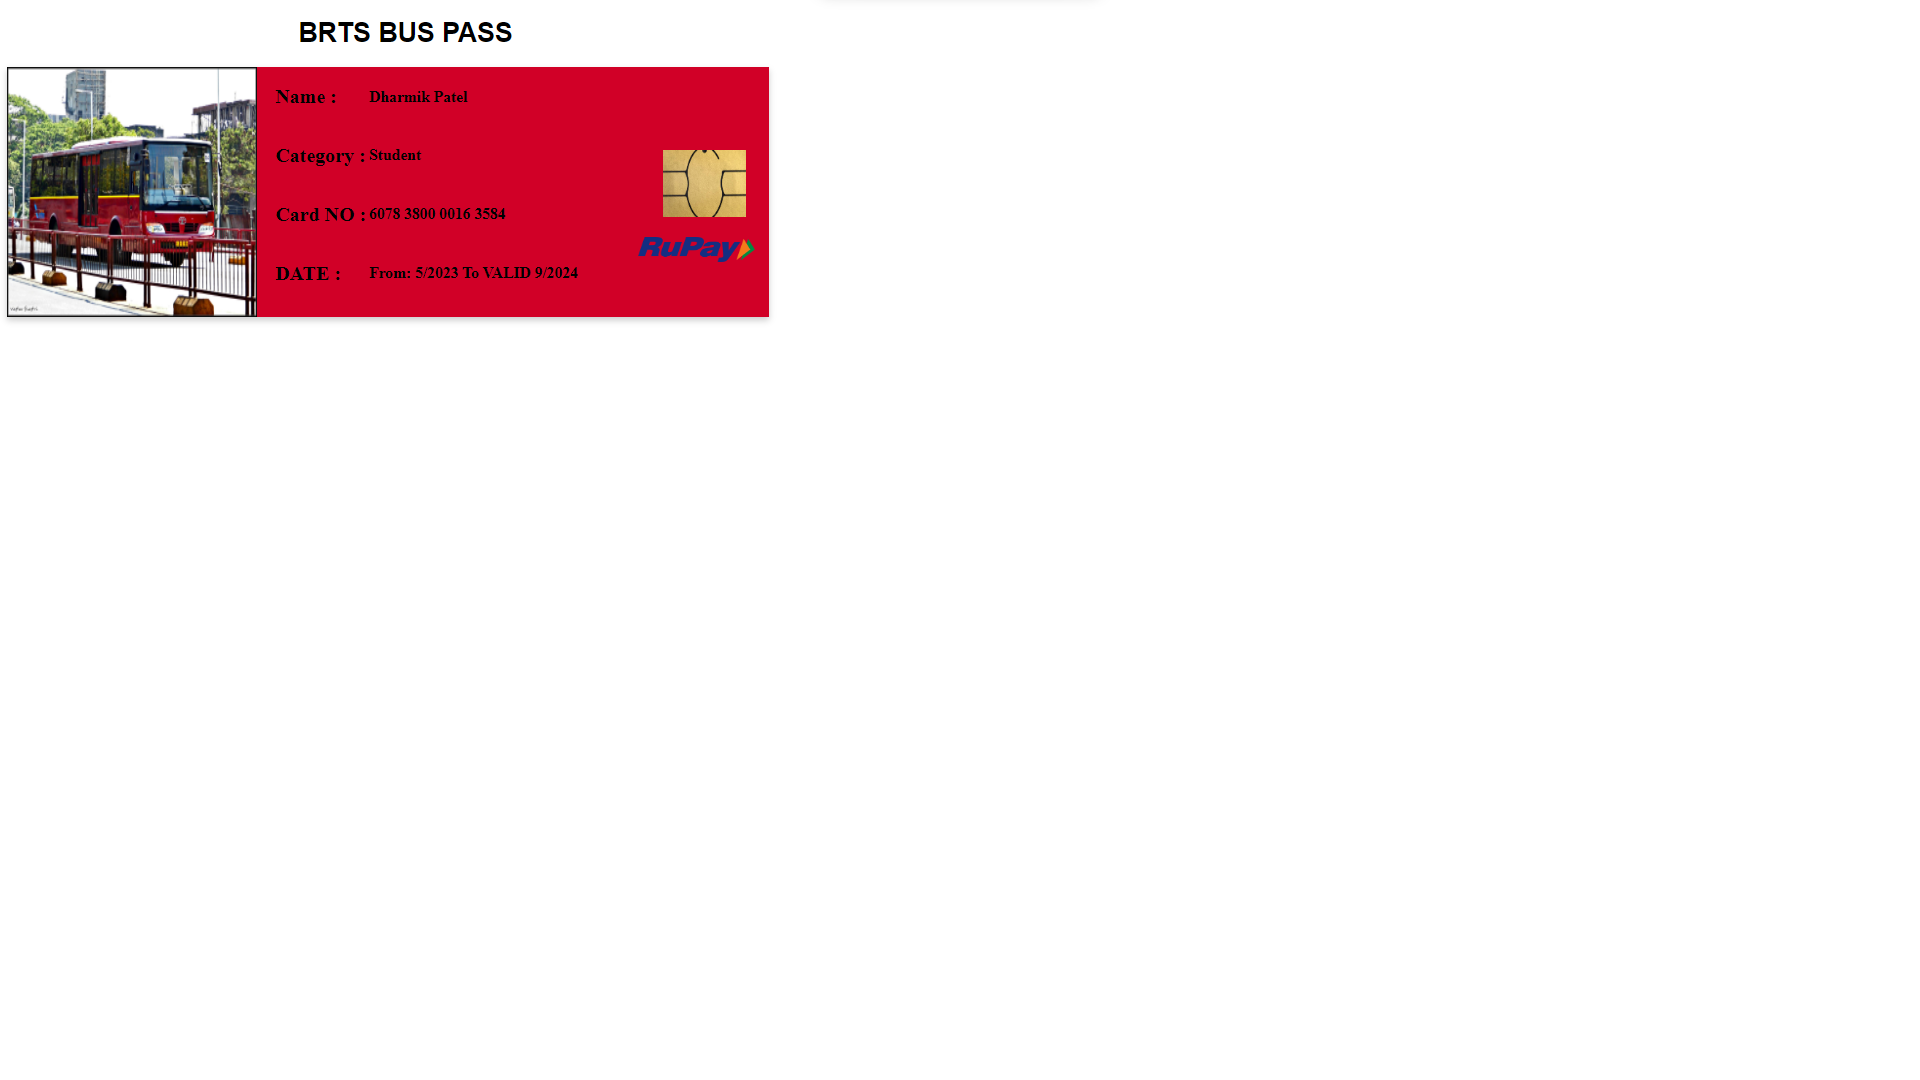 BRTS BUS PASS
Name : Dharmik Patel
Category : Student
Card NO : 6078 3800 0016 3584
DATE : From: 5/2023 To VALID 9/2024
RuPay